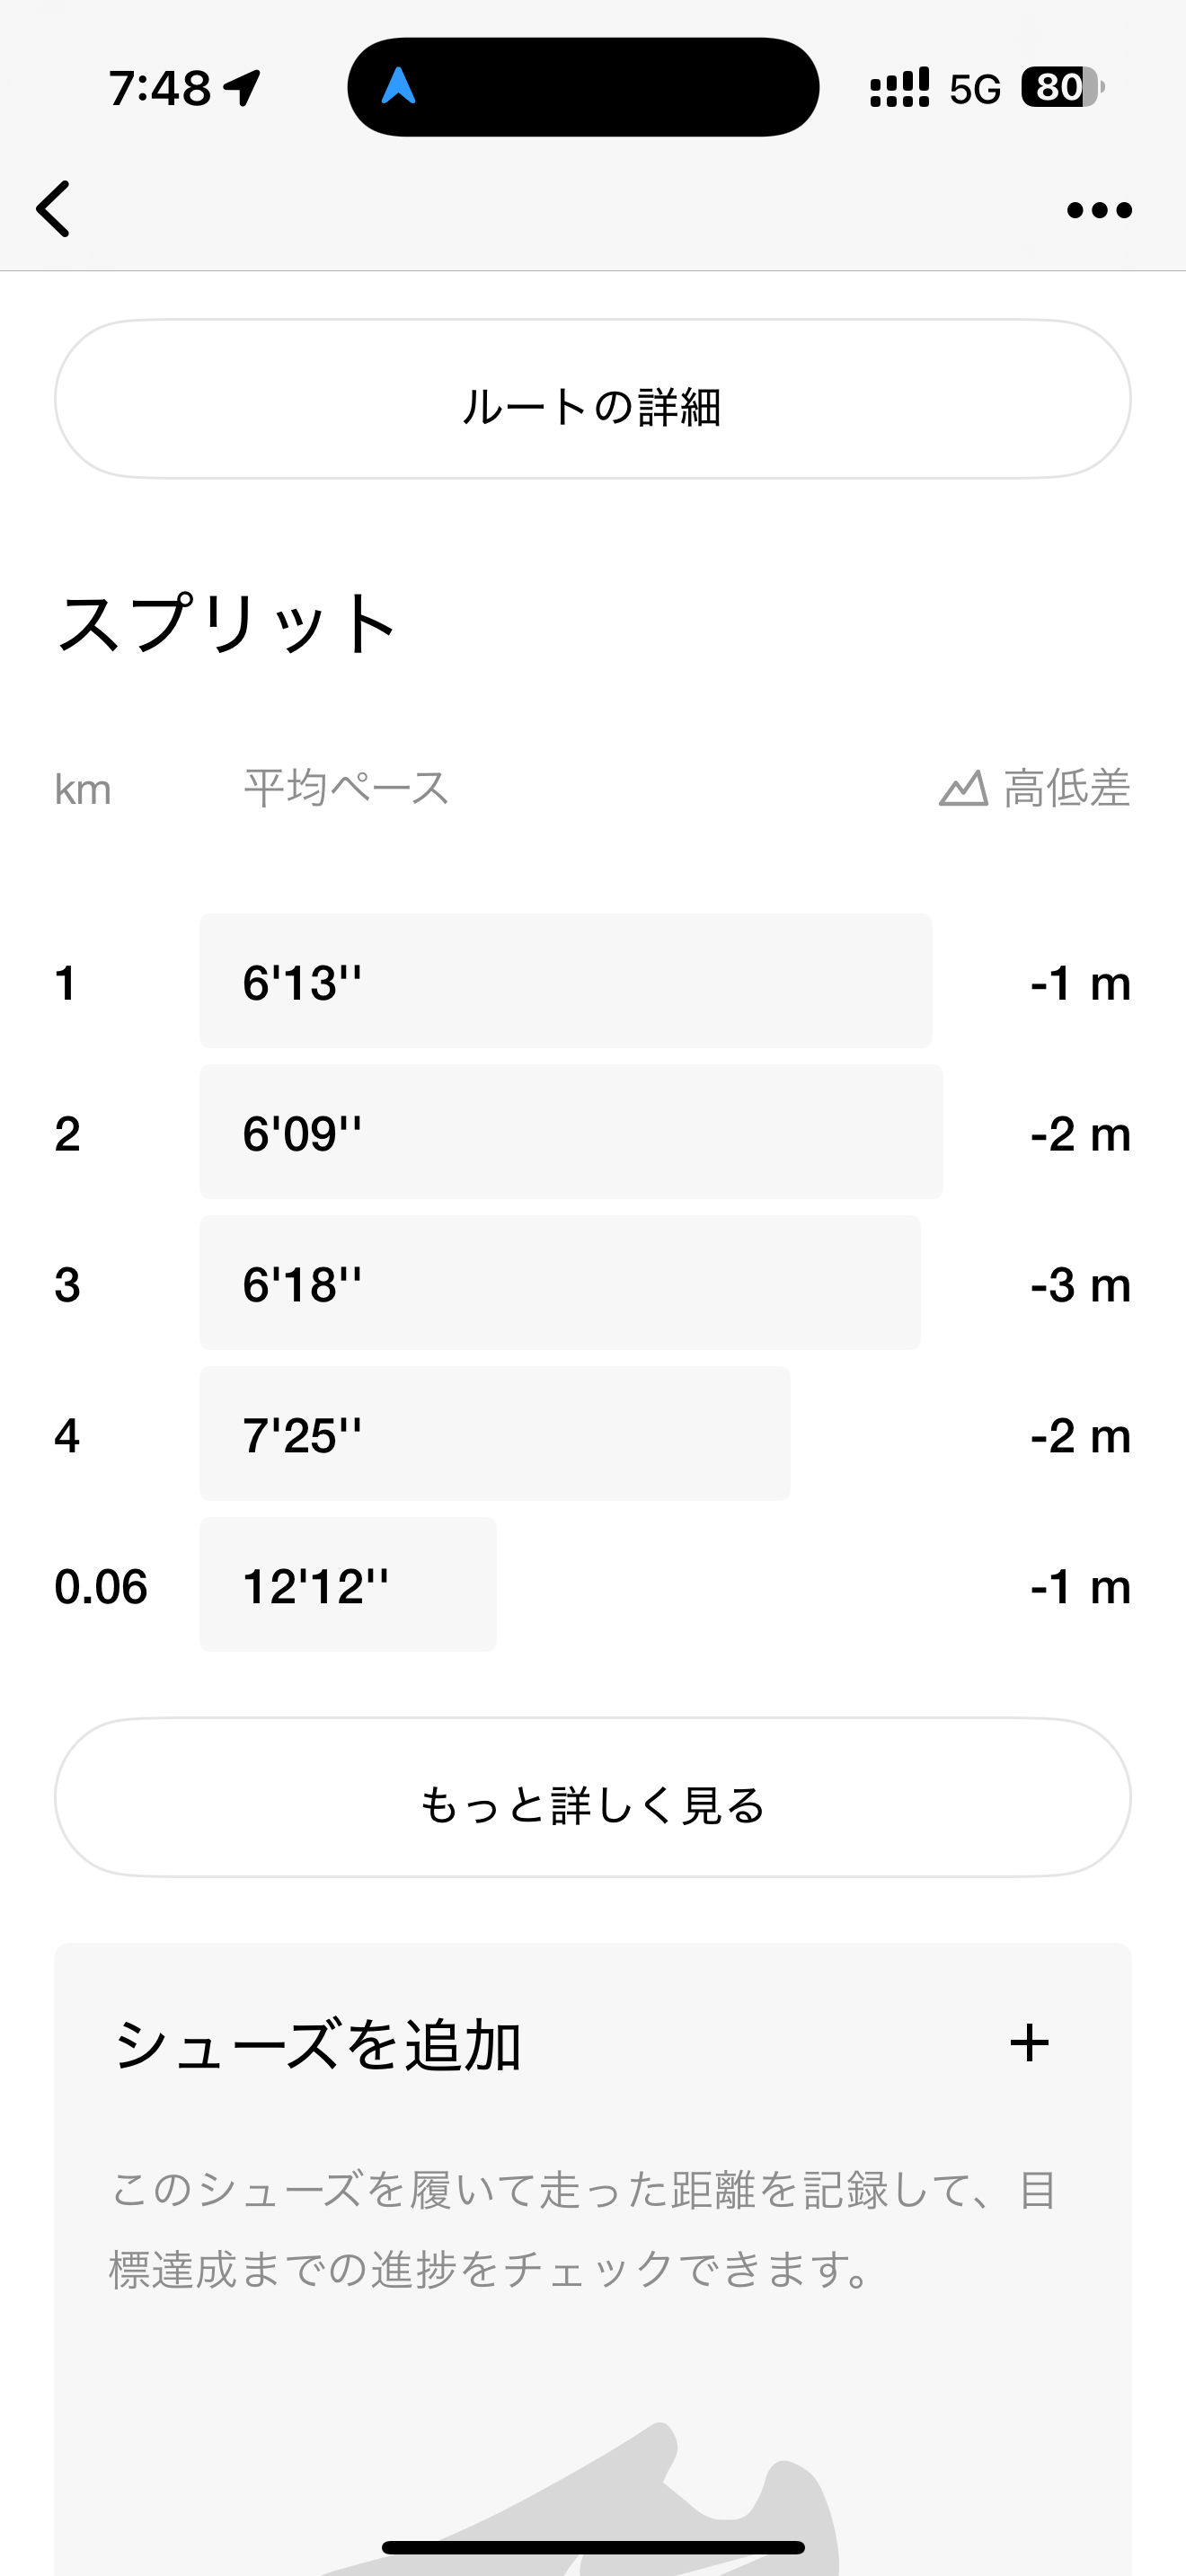 7:48 5G 80
ルートの詳細
スプリット
km 平均ペース 高低差
1 6'13'' -1 m
2 6'09'' -2 m
3 6'18'' -3 m
4 7'25'' -2 m
0.06 12'12'' -1 m
もっと詳しく見る
シューズを追加 +
このシューズを履いて走った距離を記録して、目
標達成までの進捗をチェックできます。